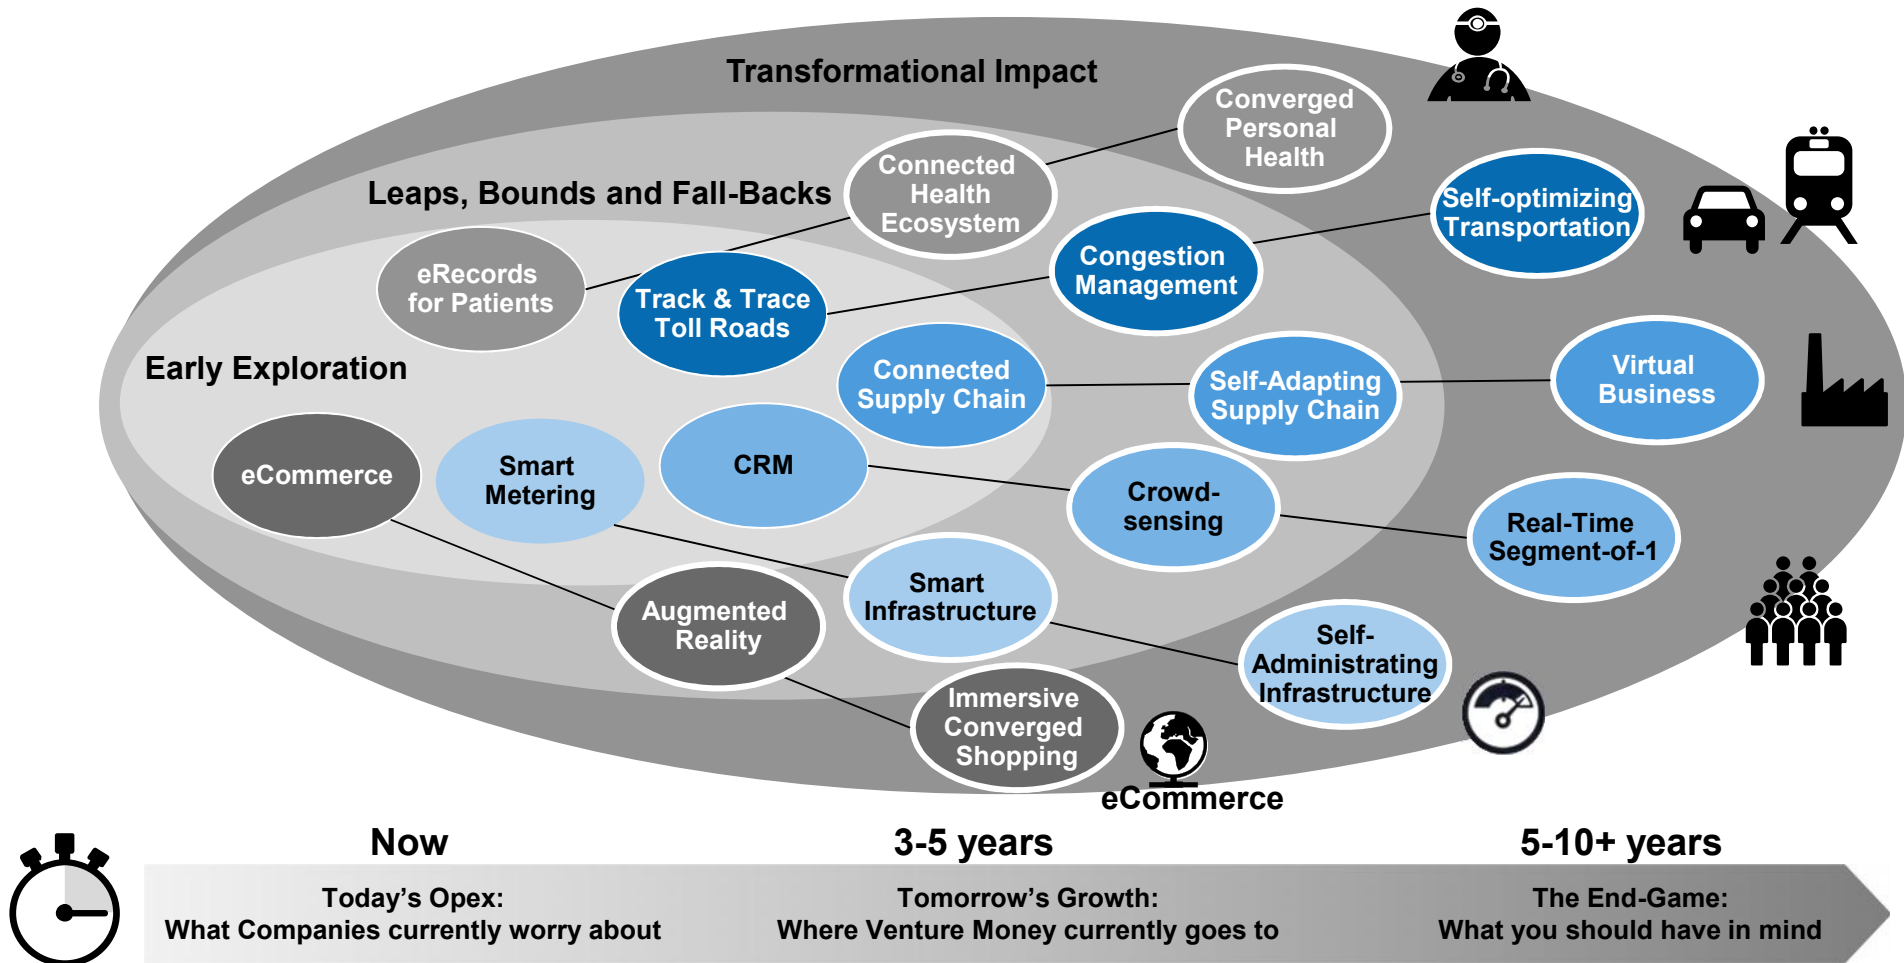 Transformational Impact
Converged
Personal
Health
Connected
Health
Ecosystem
Leaps, Bounds and Fall-Backs
Self-optimizing
Transportation
eRecords
for Patients
Track & Trace
Toll Roads
Congestion
Management
Early Exploration
Connected
Supply Chain
Self-Adapting
Supply Chain
Virtual
Business
eCommerce
Smart
Metering
CRM
Crowd-
sensing
Real-Time
Segment-of-1
Augmented
Reality
Smart
Infrastructure
Self-
Administrating
Infrastructure
Immersive
Converged
Shopping
eCommerce
Now
3-5 years
5-10+ years
Today’s Opex:
What Companies currently worry about
Tomorrow’s Growth:
Where Venture Money currently goes to
The End-Game:
What you should have in mind